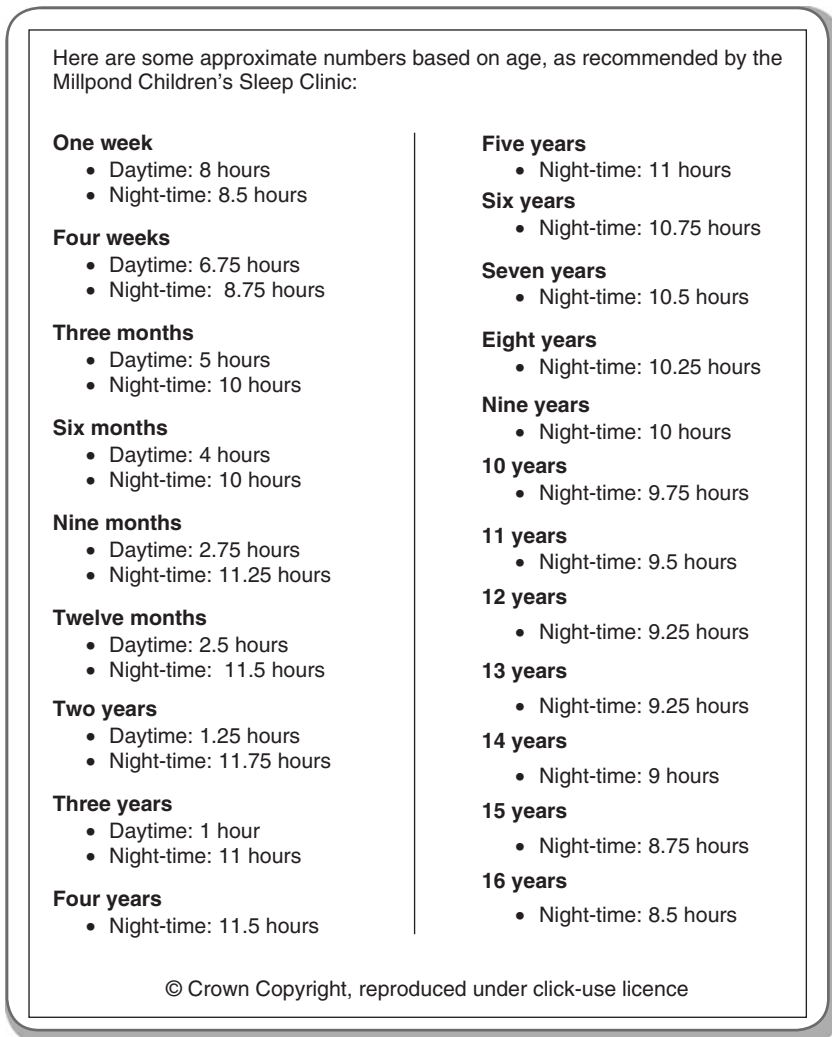 Here are some approximate numbers based on age, as recommended by the
Millpond Children's Sleep Clinic:
One week
• Daytime: 8 hours
• Night-time: 8.5 hours
Four weeks
• Daytime: 6.75 hours
• Night-time: 8.75 hours
Three months
• Daytime: 5 hours
• Night-time: 10 hours
Six months
• Daytime: 4 hours
• Night-time: 10 hours
Nine months
• Daytime: 2.75 hours
• Night-time: 11.25 hours
Twelve months
• Daytime: 2.5 hours
• Night-time: 11.5 hours
Two years
• Daytime: 1.25 hours
• Night-time: 11.75 hours
Three years
• Daytime: 1 hour
• Night-time: 11 hours
Four years
• Night-time: 11.5 hours
Five years
• Night-time: 11 hours
Six years
• Night-time: 10.75 hours
Seven years
• Night-time: 10.5 hours
Eight years
• Night-time: 10.25 hours
Nine years
• Night-time: 10 hours
10 years
• Night-time: 9.75 hours
11 years
• Night-time: 9.5 hours
12 years
• Night-time: 9.25 hours
13 years
• Night-time: 9.25 hours
14 years
• Night-time: 9 hours
15 years
• Night-time: 8.75 hours
16 years
• Night-time: 8.5 hours
© Crown Copyright, reproduced under click-use licence